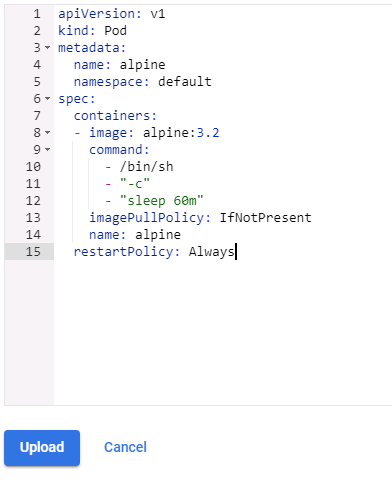 1 apiVersion: v1
2 kind: Pod
3 metadata:
4   name: alpine
5   namespace: default
6 spec:
7   containers:
8   - image: alpine:3.2
9     command:
10       - /bin/sh
11       - "-c"
12       - "sleep 60m"
13     imagePullPolicy: IfNotPresent
14     name: alpine
15   restartPolicy: Always
Upload Cancel